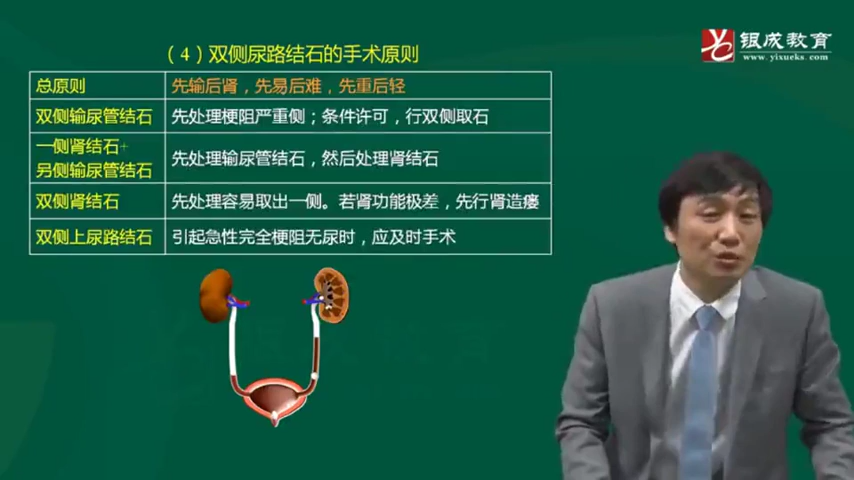 （4）双侧尿路结石的手术原则
银成教育
www.yixueks.com
总原则 先输后肾，先易后难，先重后轻
双侧输尿管结石 先处理梗阻严重侧；条件许可，行双侧取石
一侧肾结石+
另侧输尿管结石 先处理输尿管结石，然后处理肾结石
双侧肾结石 先处理容易取出一侧。若肾功能极差，先行肾造瘘
双侧上尿路结石 引起急性完全梗阻无尿时，应及时手术
银成教育